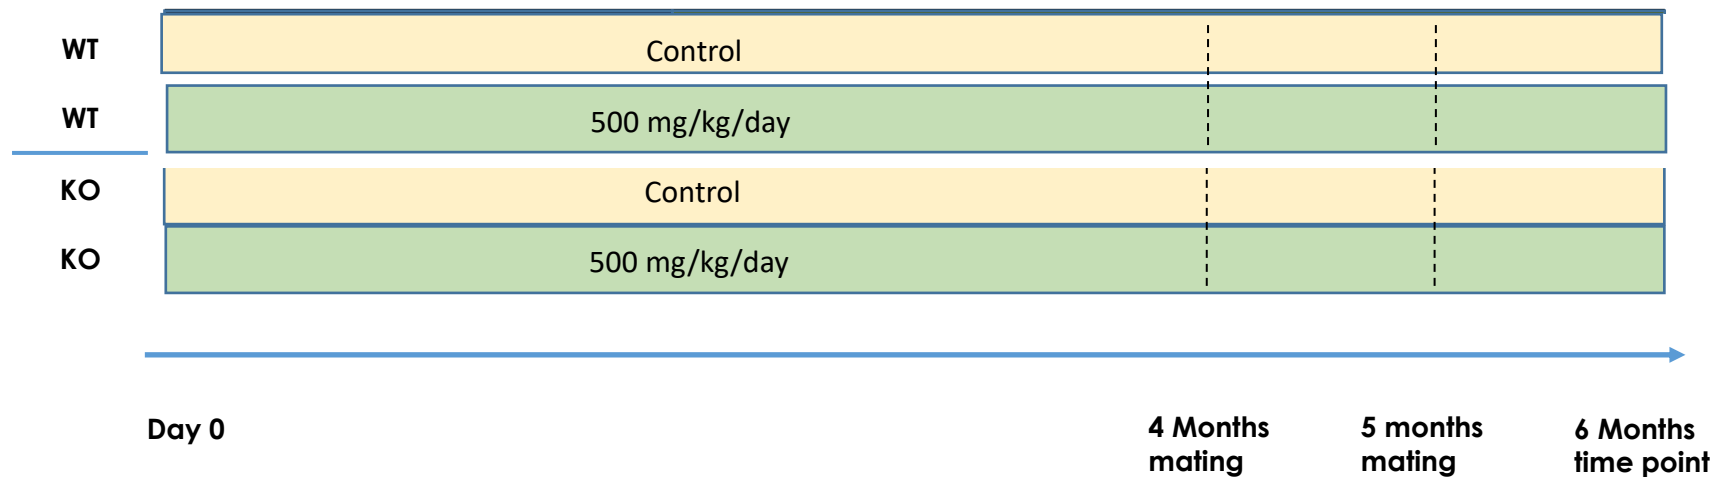 WT
Control
WT
500 mg/kg/day
KO
Control
KO
500 mg/kg/day
Day 0
4 Months
mating
5 months
mating
6 Months
time point